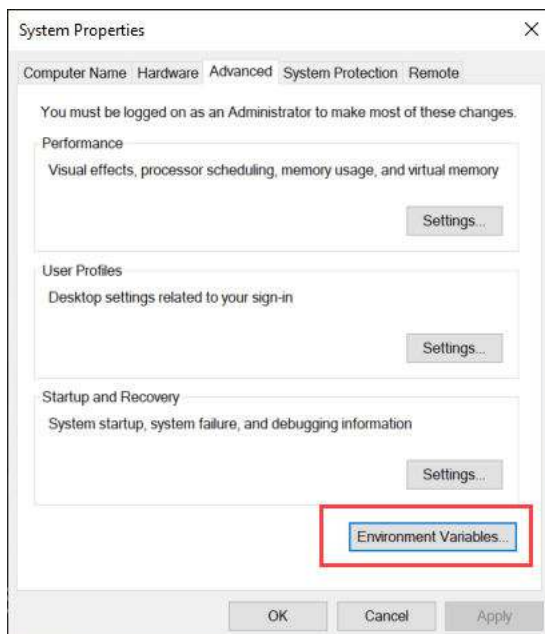 System Properties
Computer Name Hardware Advanced System Protection Remote
You must be logged on as an Administrator to make most of these changes.
Performance
Visual effects, processor scheduling, memory usage, and virtual memory
Settings...
User Profiles
Desktop settings related to your sign-in
Settings...
Startup and Recovery
System startup, system failure, and debugging information
Settings...
Environment Variables...
OK Cancel Apply